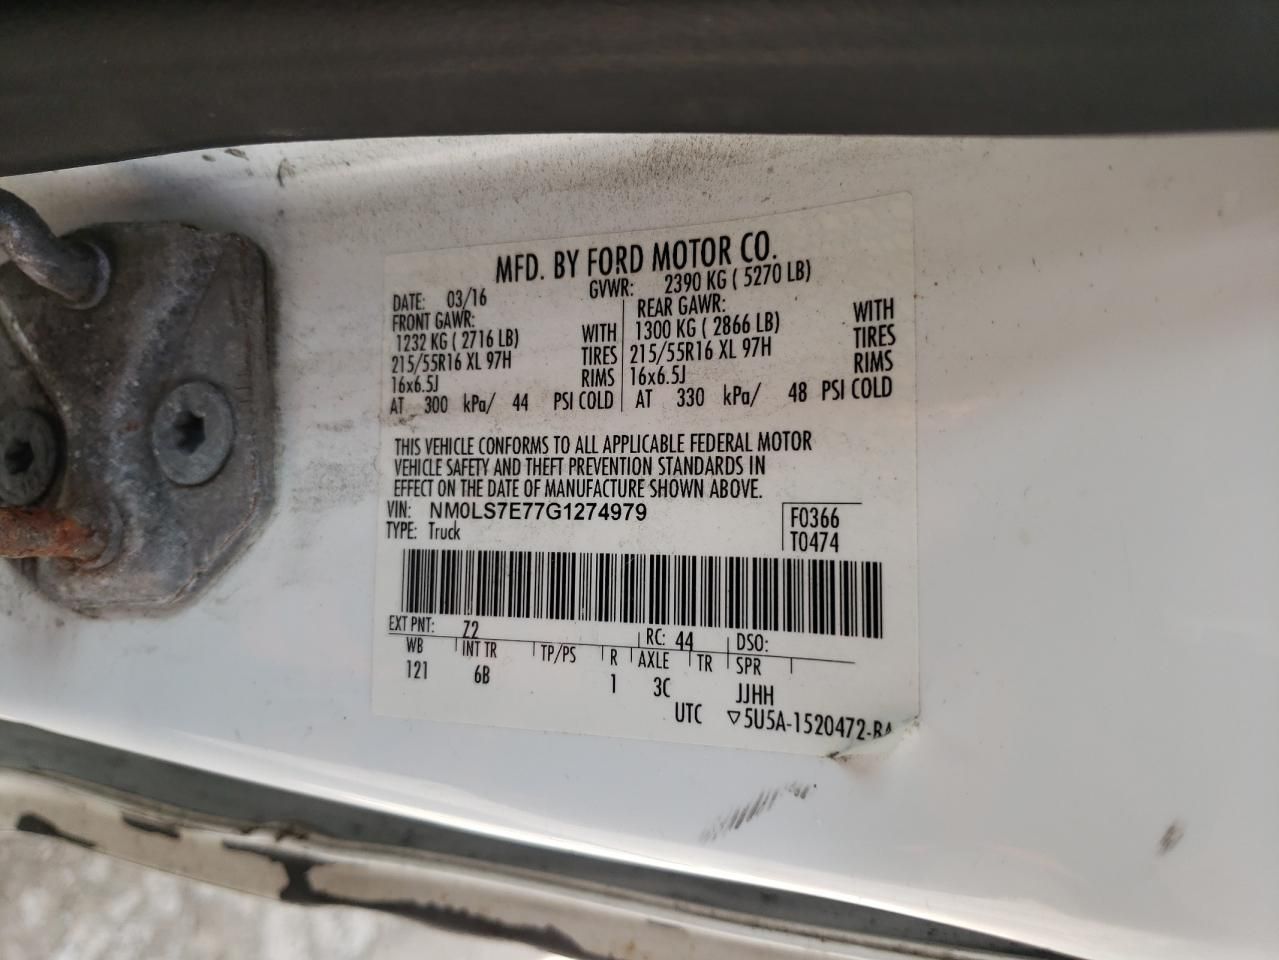 MFD. BY FORD MOTOR CO.
DATE: 03/16 GVWR: 2390 KG ( 5270 LB)
FRONT GAWR: REAR GAWR:
1232 KG ( 2716 LB) WITH 1300 KG ( 2866 LB) WITH
215/55R16 XL 97H TIRES 215/55R16 XL 97H TIRES
16x6.5J RIMS 16x6.5J RIMS
AT 300 kPa/ 44 PSI COLD AT 330 kPa/ 48 PSI COLD
THIS VEHICLE CONFORMS TO ALL APPLICABLE FEDERAL MOTOR
VEHICLE SAFETY AND THEFT PREVENTION STANDARDS IN
EFFECT ON THE DATE OF MANUFACTURE SHOWN ABOVE.
VIN: NM0LS7E77G1274979 F0366
TYPE: Truck T0474
EXT PNT: Z2 RC: 44 DSO:
WB INT TR TP/PS R AXLE TR SPR
121 6B 1 3C JJHH
UTC ▽5U5A-1520472-BA